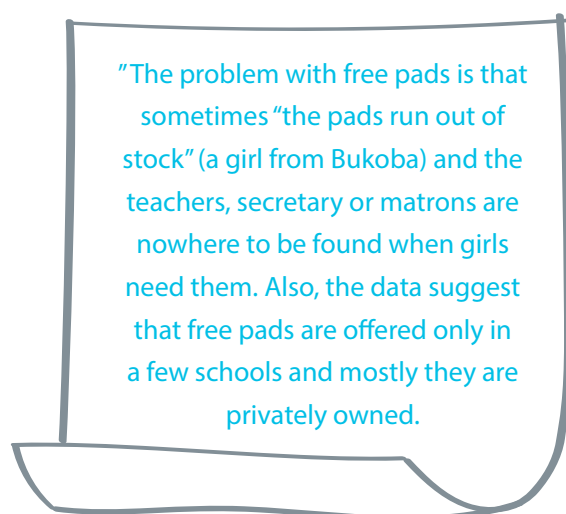 ”The problem with free pads is that
sometimes “the pads run out of
stock” (a girl from Bukoba) and the
teachers, secretary or matrons are
nowhere to be found when girls
need them. Also, the data suggest
that free pads are offered only in
a few schools and mostly they are
privately owned.